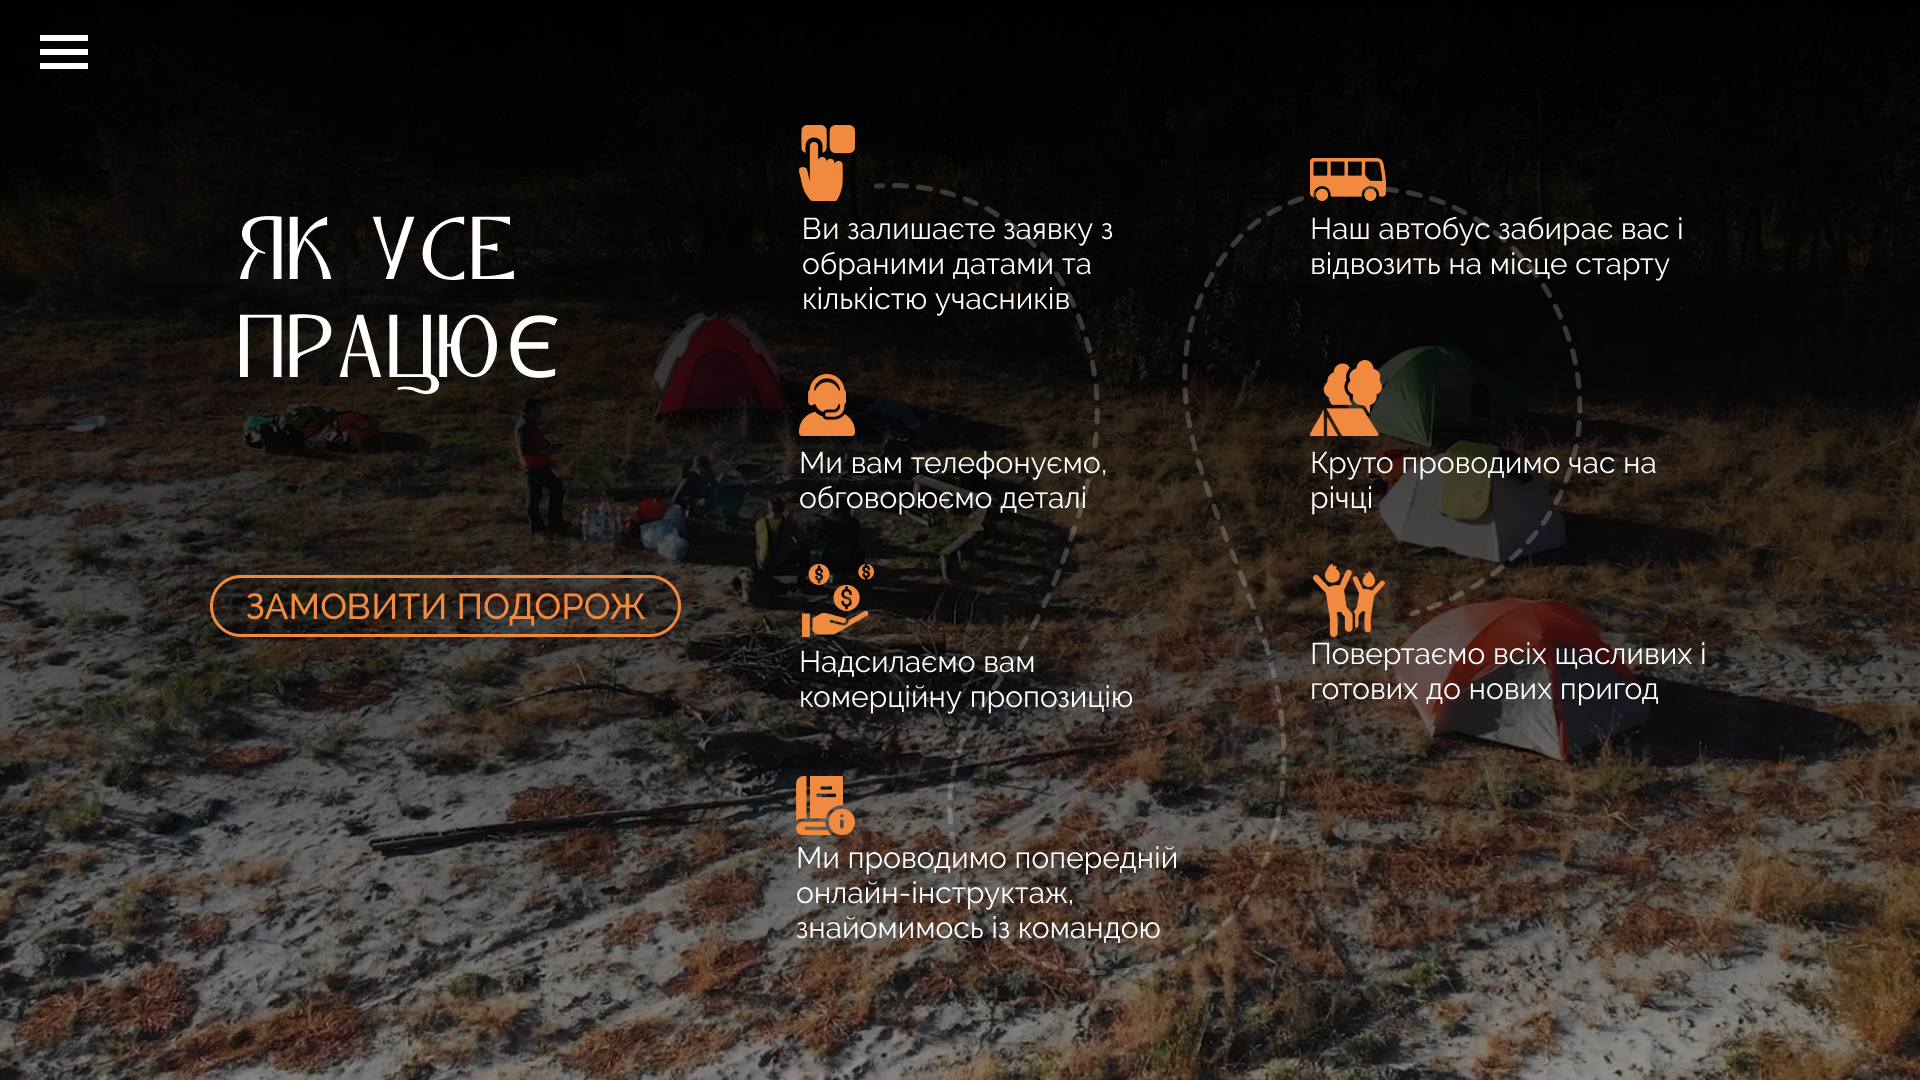 ЯК УСЕ
ПРАЦЮЄ
ЗАМОВИТИ ПОДОРОЖ
Ви залишаєте заявку з
обраними датами та
кількістю учасників
Ми вам телефонуємо,
обговорюємо деталі
Надсилаємо вам
комерційну пропозицію
Ми проводимо попередній
онлайн-інструктаж,
знайомимось із командою
Наш автобус забирає вас і
відвозить на місце старту
Круто проводимо час на
річці
Повертаємо всіх щасливих і
готових до нових пригод